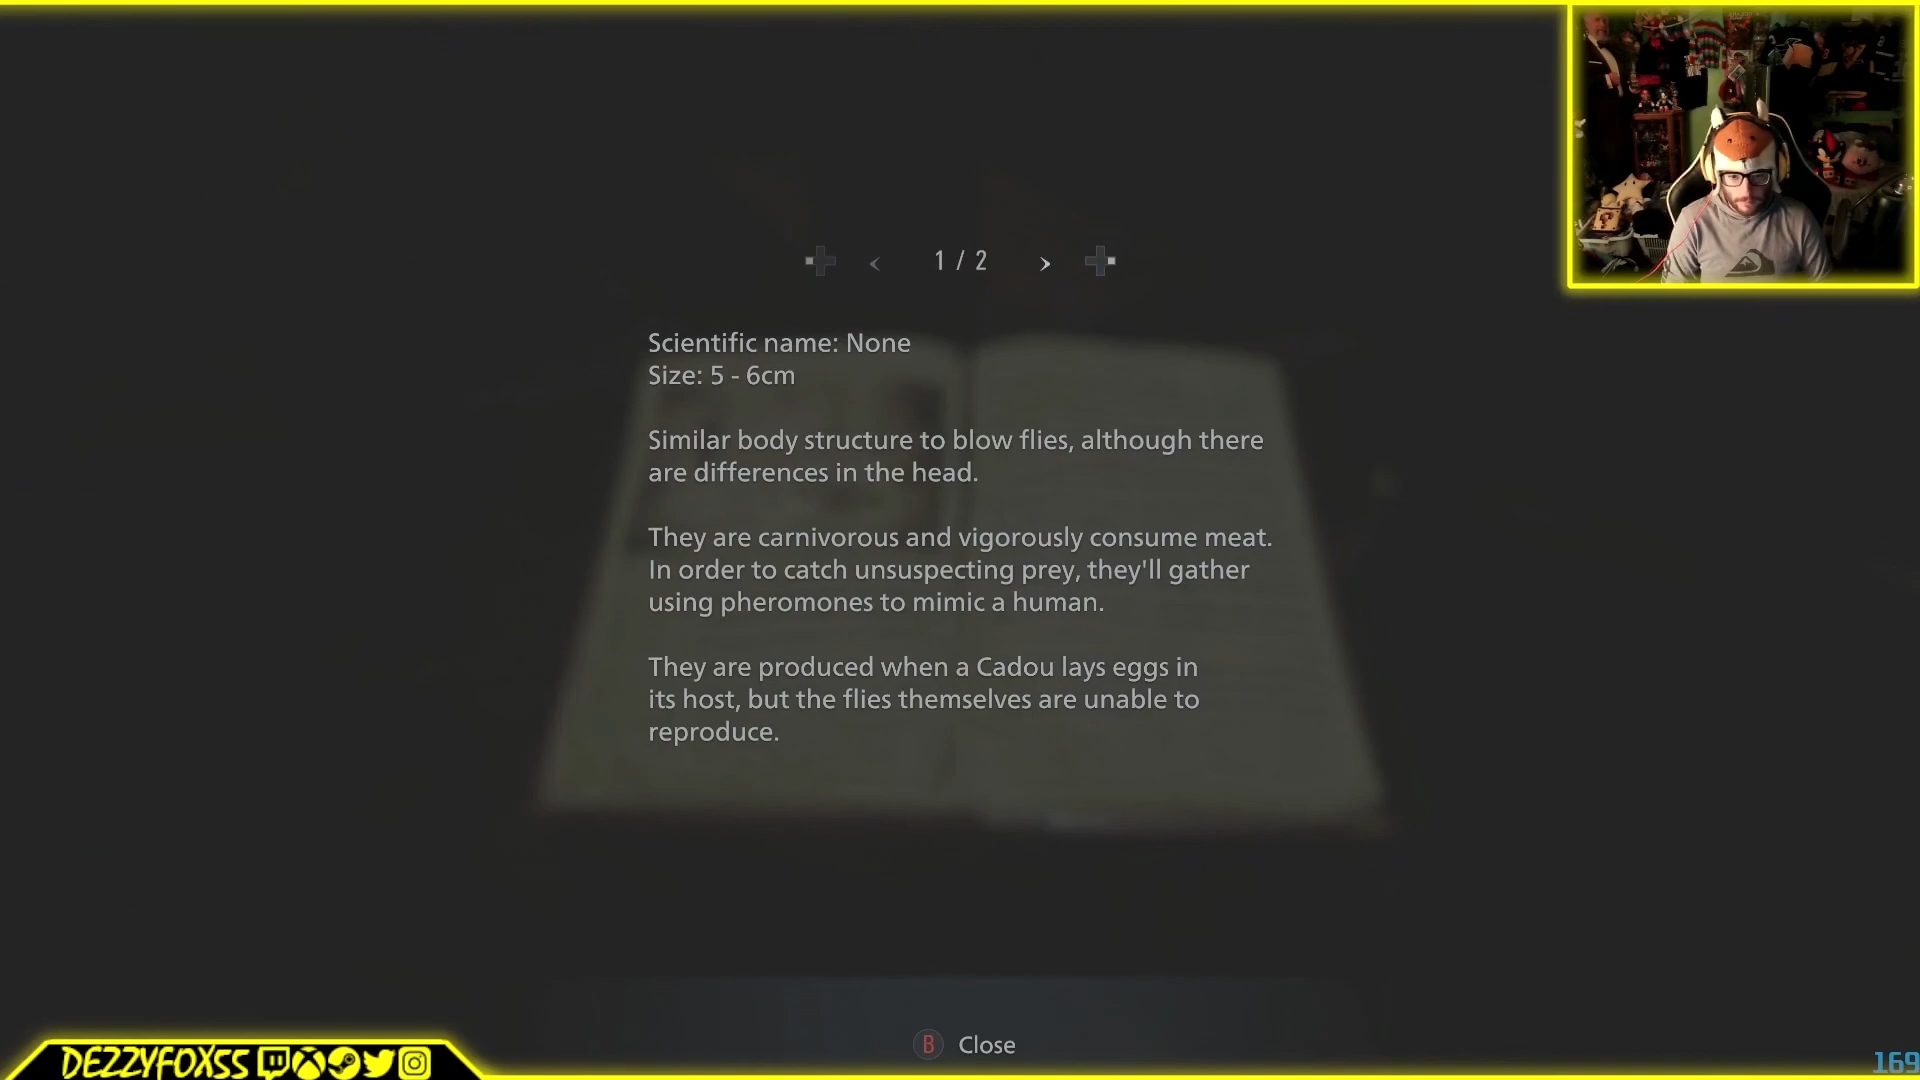 1 / 2
Scientific name: None
Size: 5 - 6cm
Similar body structure to blow flies, although there
are differences in the head.
They are carnivorous and vigorously consume meat.
In order to catch unsuspecting prey, they'll gather
using pheromones to mimic a human.
They are produced when a Cadou lays eggs in
its host, but the flies themselves are unable to
reproduce.
B Close
DEZZYFOXSS
169